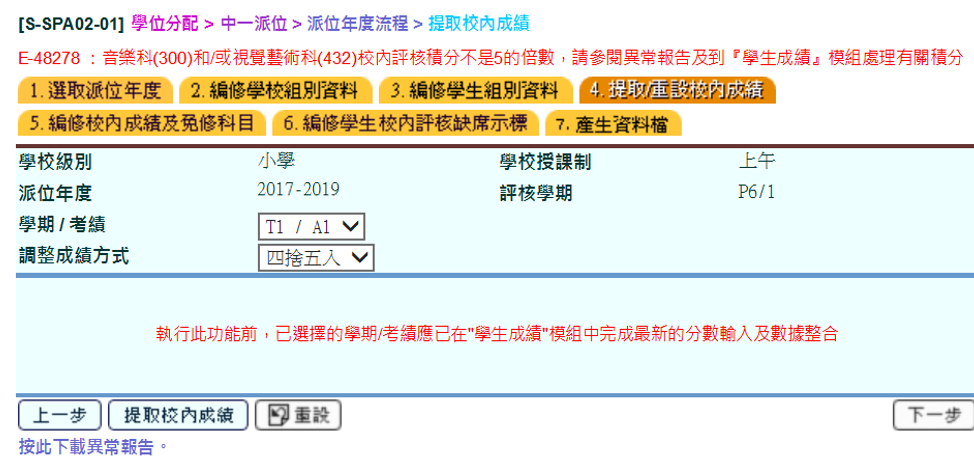 [S-SPA02-01] 學位分配 > 中一派位 > 派位年度流程 > 提取校內成績
E-48278 ：音樂科(300)和/或視覺藝術科(432)校內評核積分不是5的倍數，請參閱異常報告及到『學生成績』模組處理有關積分
1. 選取派位年度 2. 編修學校組別資料 3. 編修學生組別資料 4. 提取/重設校內成績
5. 編修校內成績及免修科目 6. 編修學生校內評核缺席示標 7. 產生資料檔
學校級別 小學 學校授課制 上午
派位年度 2017-2019 評核學期 P6/1
學期 / 考績 T1 / A1
調整成績方式 四捨五入
執行此功能前，已選擇的學期/考績應已在"學生成績"模組中完成最新的分數輸入及數據整合
上一步 提取校內成績 重設 下一步
按此下載異常報告。